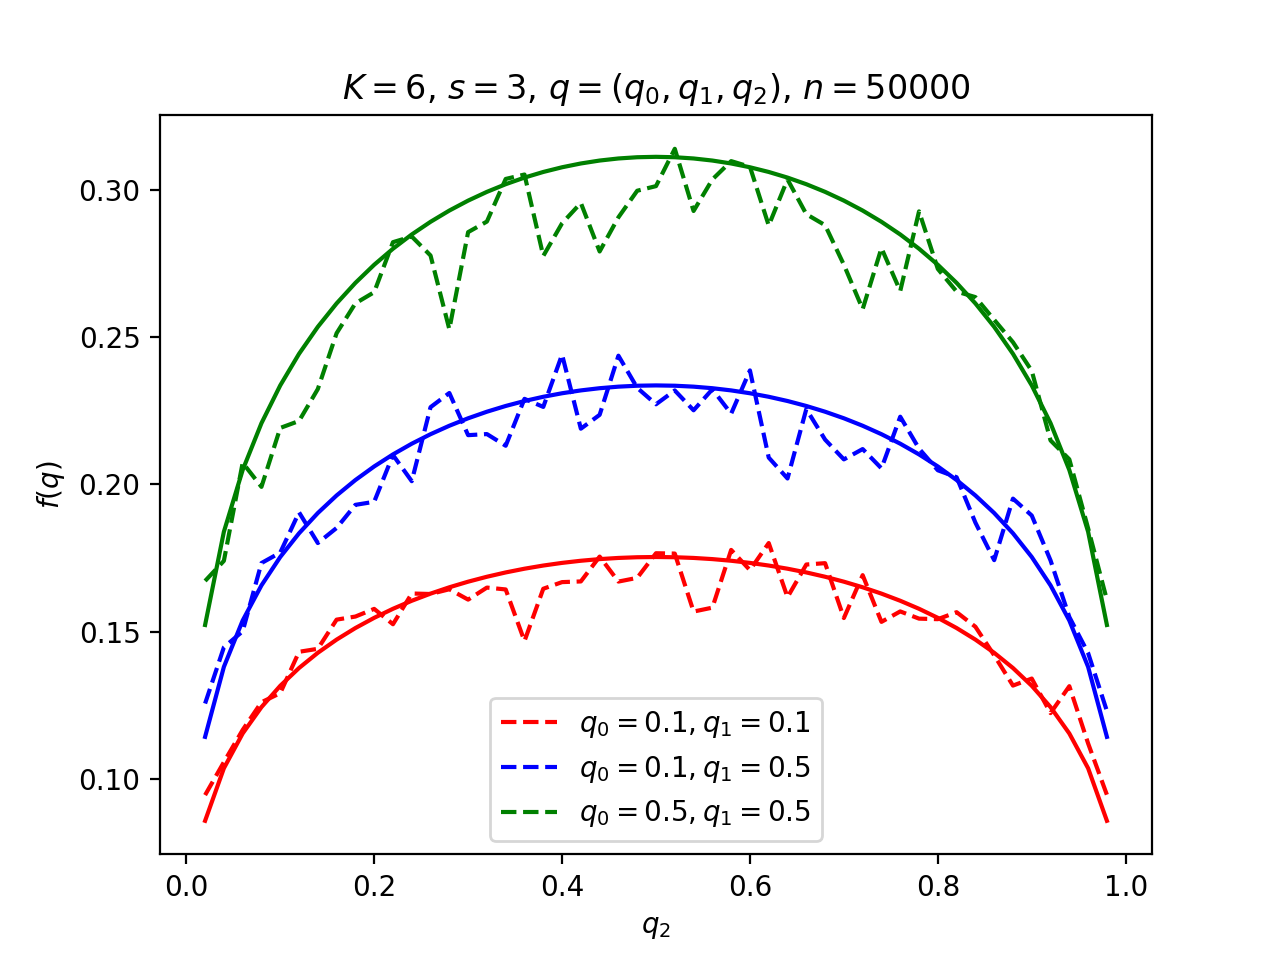 K = 6, s = 3, q = (q₀, q₁, q₂), n = 50000
f(q)
0.30
0.25
0.20
0.15
0.10
q₀ = 0.1, q₁ = 0.1
q₀ = 0.1, q₁ = 0.5
q₀ = 0.5, q₁ = 0.5
0.0 0.2 0.4 0.6 0.8 1.0
q₂